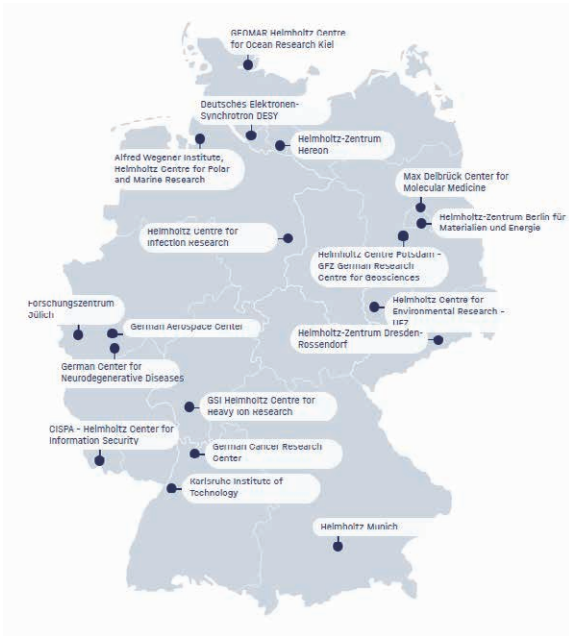 GEOMAR Helmholtz Centre
for Ocean Research Kiel
Deutsches Elektronen-
Synchrotron DESY
Helmholtz-Zentrum
Hereon
Alfred Wegener Institute,
Helmholtz Centre for Polar
and Marine Research
Max Delbrück Center for
Molecular Medicine
Helmholtz-Zentrum Berlin für
Materialien und Energie
Helmholtz Centre for
Infection Research
Helmholtz Centre Potsdam -
GFZ German Research
Centre for Geosciences
Forschungszentrum
Jülich
Helmholtz Centre for
Environmental Research -
UFZ
German Aerospace Center
Helmholtz-Zentrum Dresden-
Rossendorf
German Center for
Neurodegenerative Diseases
GSI Helmholtz Centre for
Heavy Ion Research
CISPA - Helmholtz Center for
Information Security
German Cancer Research
Center
Karlsruhe Institute of
Technology
Helmholtz Munich